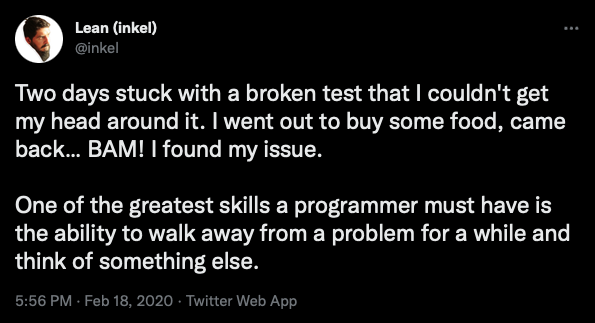 Lean (inkel)
@inkel
Two days stuck with a broken test that I couldn't get
my head around it. I went out to buy some food, came
back... BAM! I found my issue.
One of the greatest skills a programmer must have is
the ability to walk away from a problem for a while and
think of something else.
5:56 PM · Feb 18, 2020 · Twitter Web App